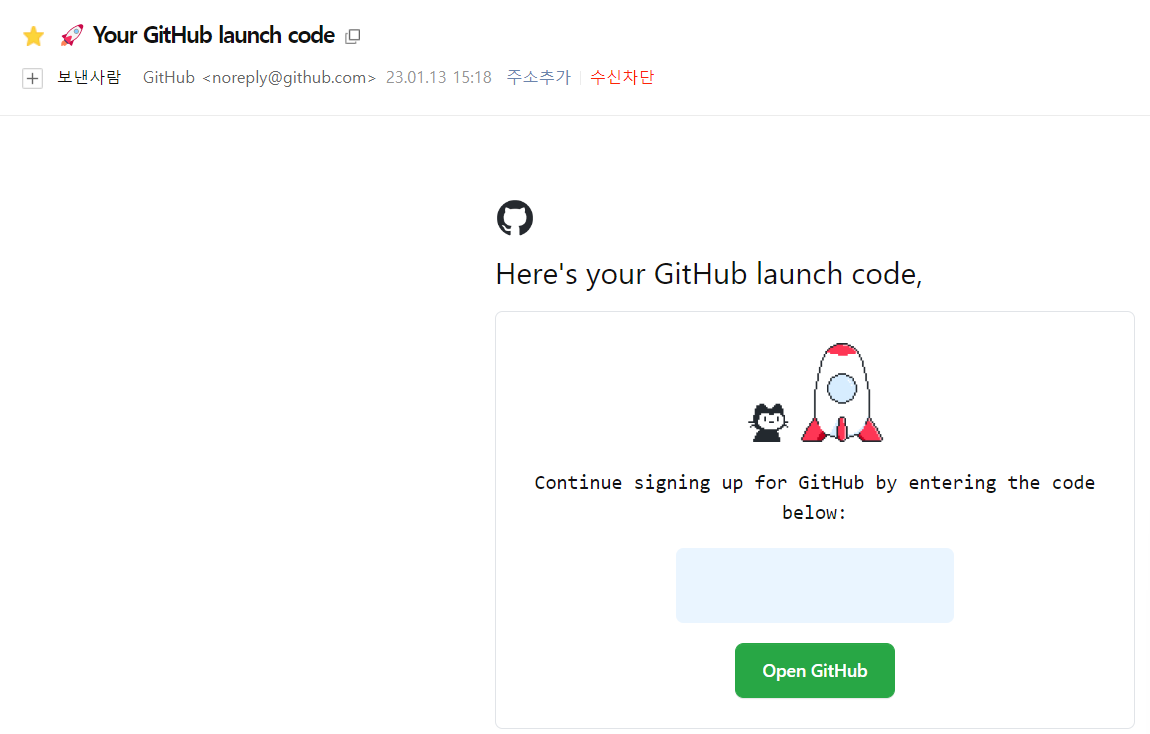 Your GitHub launch code
보낸사람 GitHub <noreply@github.com> 23.01.13 15:18 주소추가 수신차단
Here's your GitHub launch code,
Continue signing up for GitHub by entering the code
below:
Open GitHub